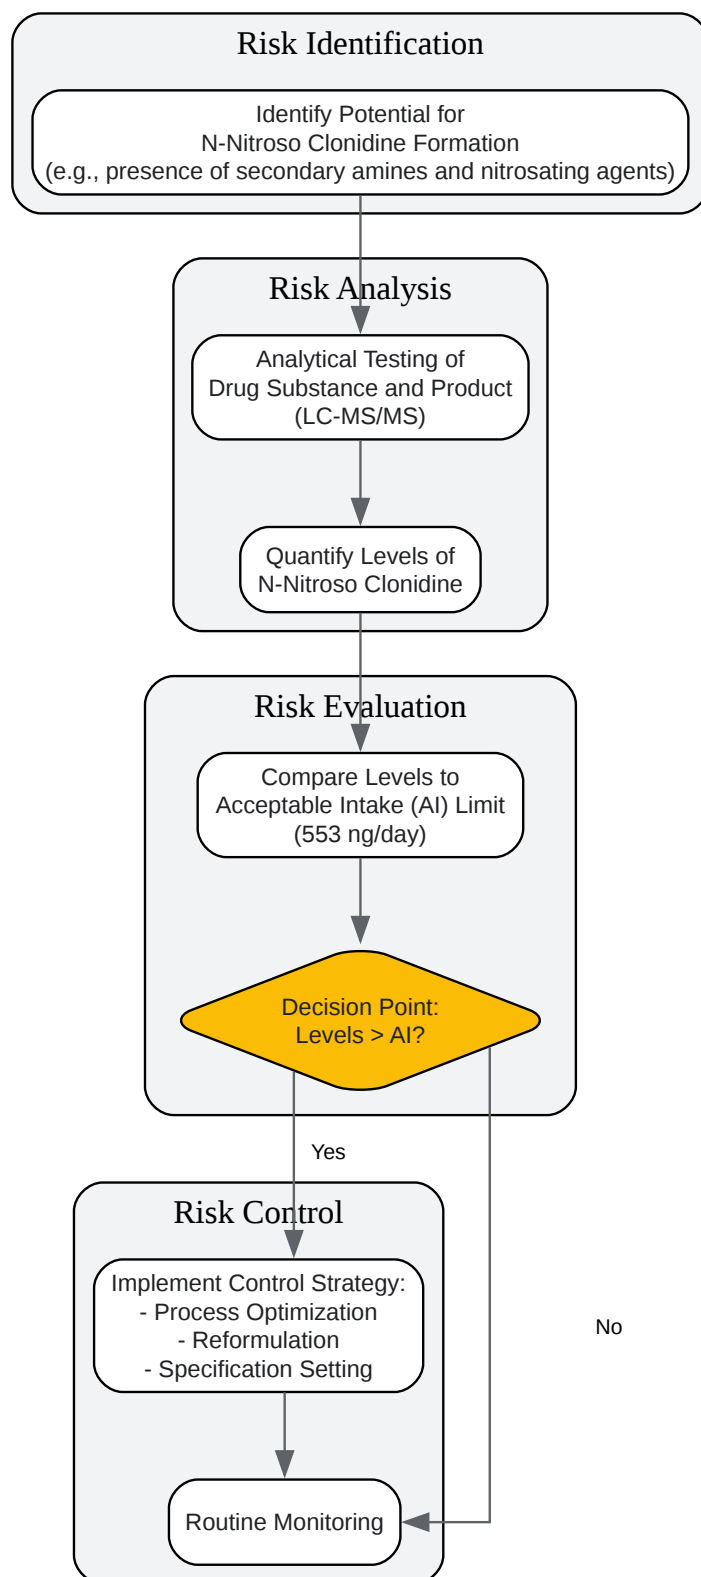 Risk Identification
Identify Potential for
N-Nitroso Clonidine Formation
(e.g., presence of secondary amines and nitrosating agents)
Risk Analysis
Analytical Testing of
Drug Substance and Product
(LC-MS/MS)
Quantify Levels of
N-Nitroso Clonidine
Risk Evaluation
Compare Levels to
Acceptable Intake (AI) Limit
(553 ng/day)
Decision Point:
Levels > AI?
Yes
Risk Control
Implement Control Strategy:
- Process Optimization
- Reformulation
- Specification Setting
No
Routine Monitoring